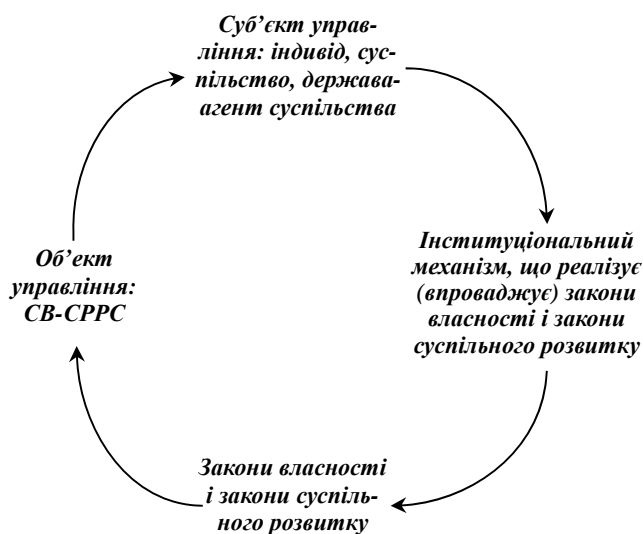 Суб’єкт управ-
ління: індивід, сус-
пільство, держава-
агент суспільства
Інституціональний
механізм, що реалізує
(впроваджує) закони
власності і закони
суспільного розвитку
Закони власності
і закони суспіль-
ного розвитку
Об’ект
управління:
СВ-СРРС